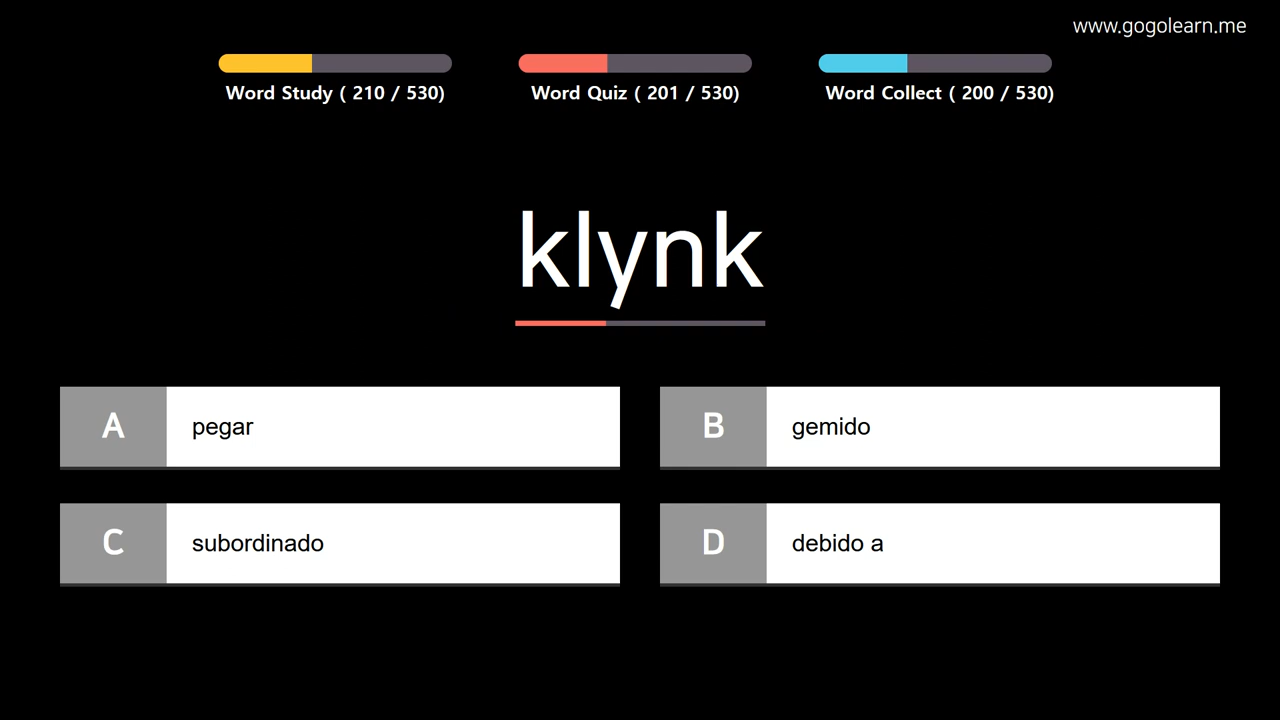 www.gogolearn.me
Word Study ( 210 / 530)
Word Quiz ( 201 / 530)
Word Collect ( 200 / 530)
klynk
A pegar
B gemido
C subordinado
D debido a